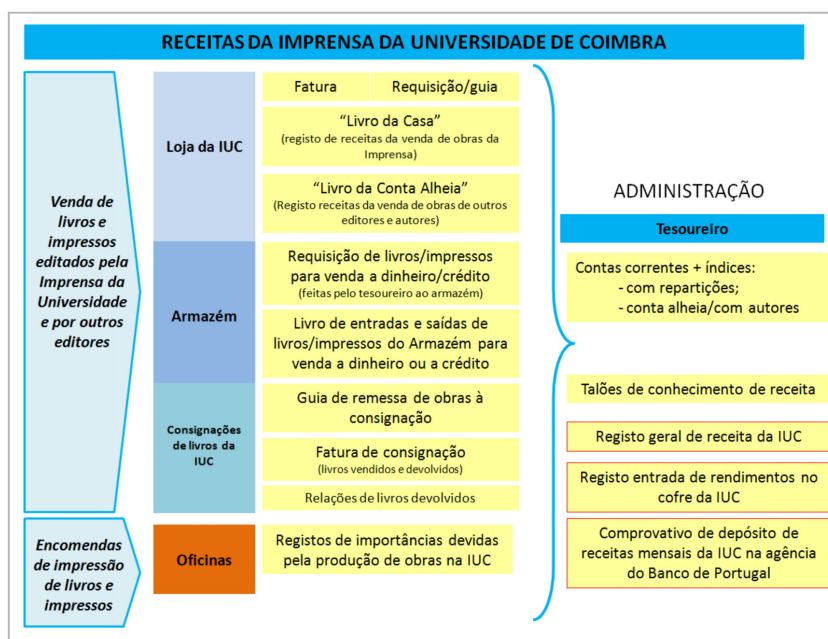 RECEITAS DA IMPRENSA DA UNIVERSIDADE DE COIMBRA
Venda de
livros e
impressos
editados pela
Imprensa da
Universidade
e por outros
editores
Loja da IUC
Fatura
Requisição/guia
“Livro da Casa”
(registo de receitas da venda de obras da
Imprensa)
“Livro da Conta Alheia”
(Registo receitas da venda de obras de outros
editores e autores)
Armazém
Requisição de livros/impressos
para venda a dinheiro/crédito
(feitas pelo tesoureiro ao armazém)
Livro de entradas e saídas de
livros/impressos do Armazém para
venda a dinheiro ou a crédito
Consignações
de livros da
IUC
Guia de remessa de obras à
consignação
Fatura de consignação
(livros vendidos e devolvidos)
Relações de livros devolvidos
Encomendas
de impressão
de livros e
impressos
Oficinas
Registos de importâncias devidas
pela produção de obras na IUC
ADMINISTRAÇÃO
Tesoureiro
Contas correntes + índices:
- com repartições;
- conta alheia/com autores
Talões de conhecimento de receita
Registo geral de receita da IUC
Registo entrada de rendimentos no
cofre da IUC
Comprovativo de depósito de
receitas mensais da IUC na agência
do Banco de Portugal